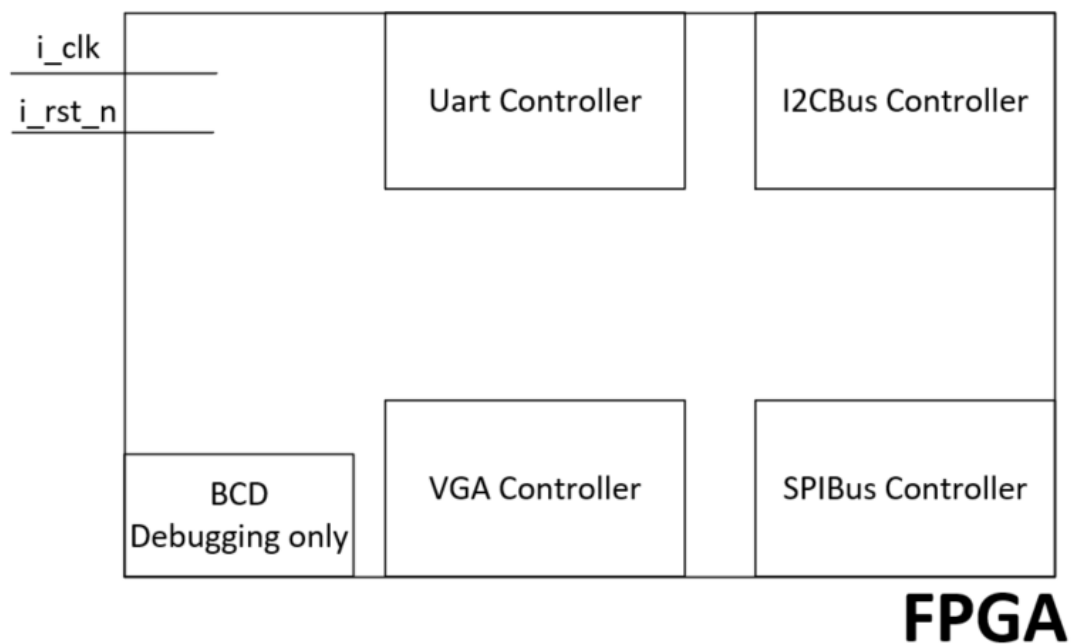 i_clk
i_rst_n
Uart Controller
I2CBus Controller
BCD
Debugging only
VGA Controller
SPIBus Controller
FPGA